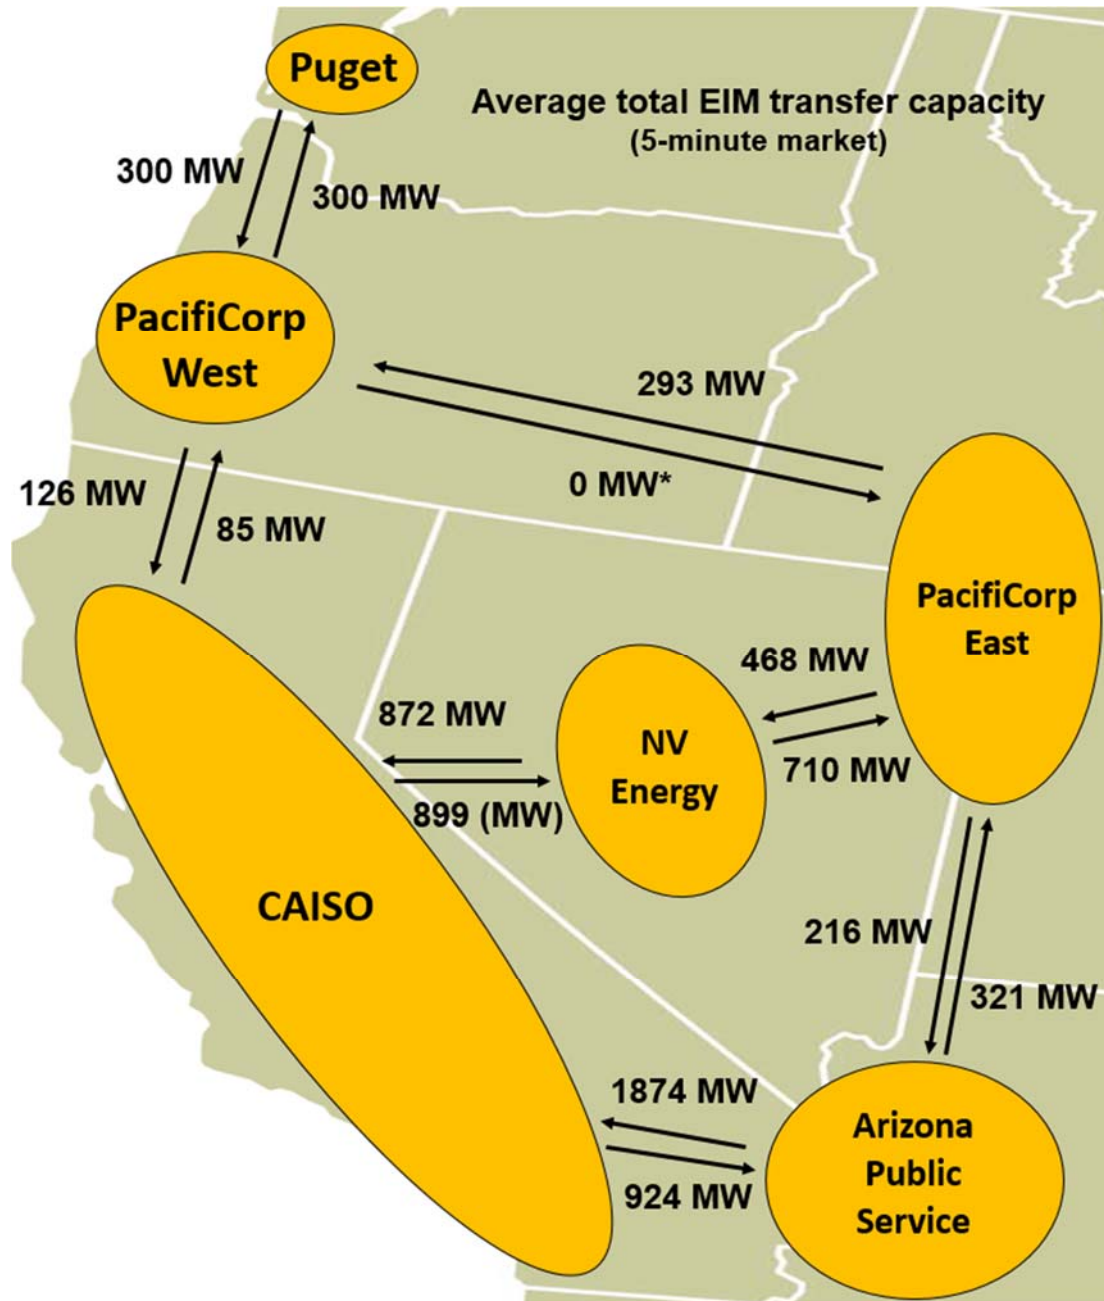 Puget
Average total EIM transfer capacity
(5-minute market)
300 MW
300 MW
PacifiCorp
West
293 MW
0 MW*
126 MW
85 MW
PacifiCorp
East
468 MW
710 MW
872 MW
899 (MW)
NV
Energy
CAISO
216 MW
321 MW
1874 MW
924 MW
Arizona
Public
Service